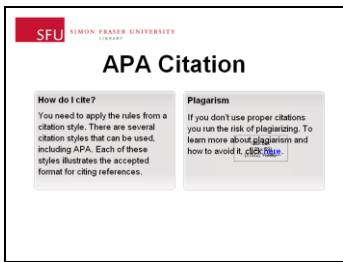 SFU
SIMON FRASER UNIVERSITY
LIBRARY
APA Citation
How do I cite?
You need to apply the rules from a
citation style. There are several
citation styles that can be used,
including APA. Each of these
styles illustrates the accepted
format for citing references.
Plagarism
If you don't use proper citations
you run the risk of plagiarizing. To
learn more about plagiarism and
how to avoid it, click here.